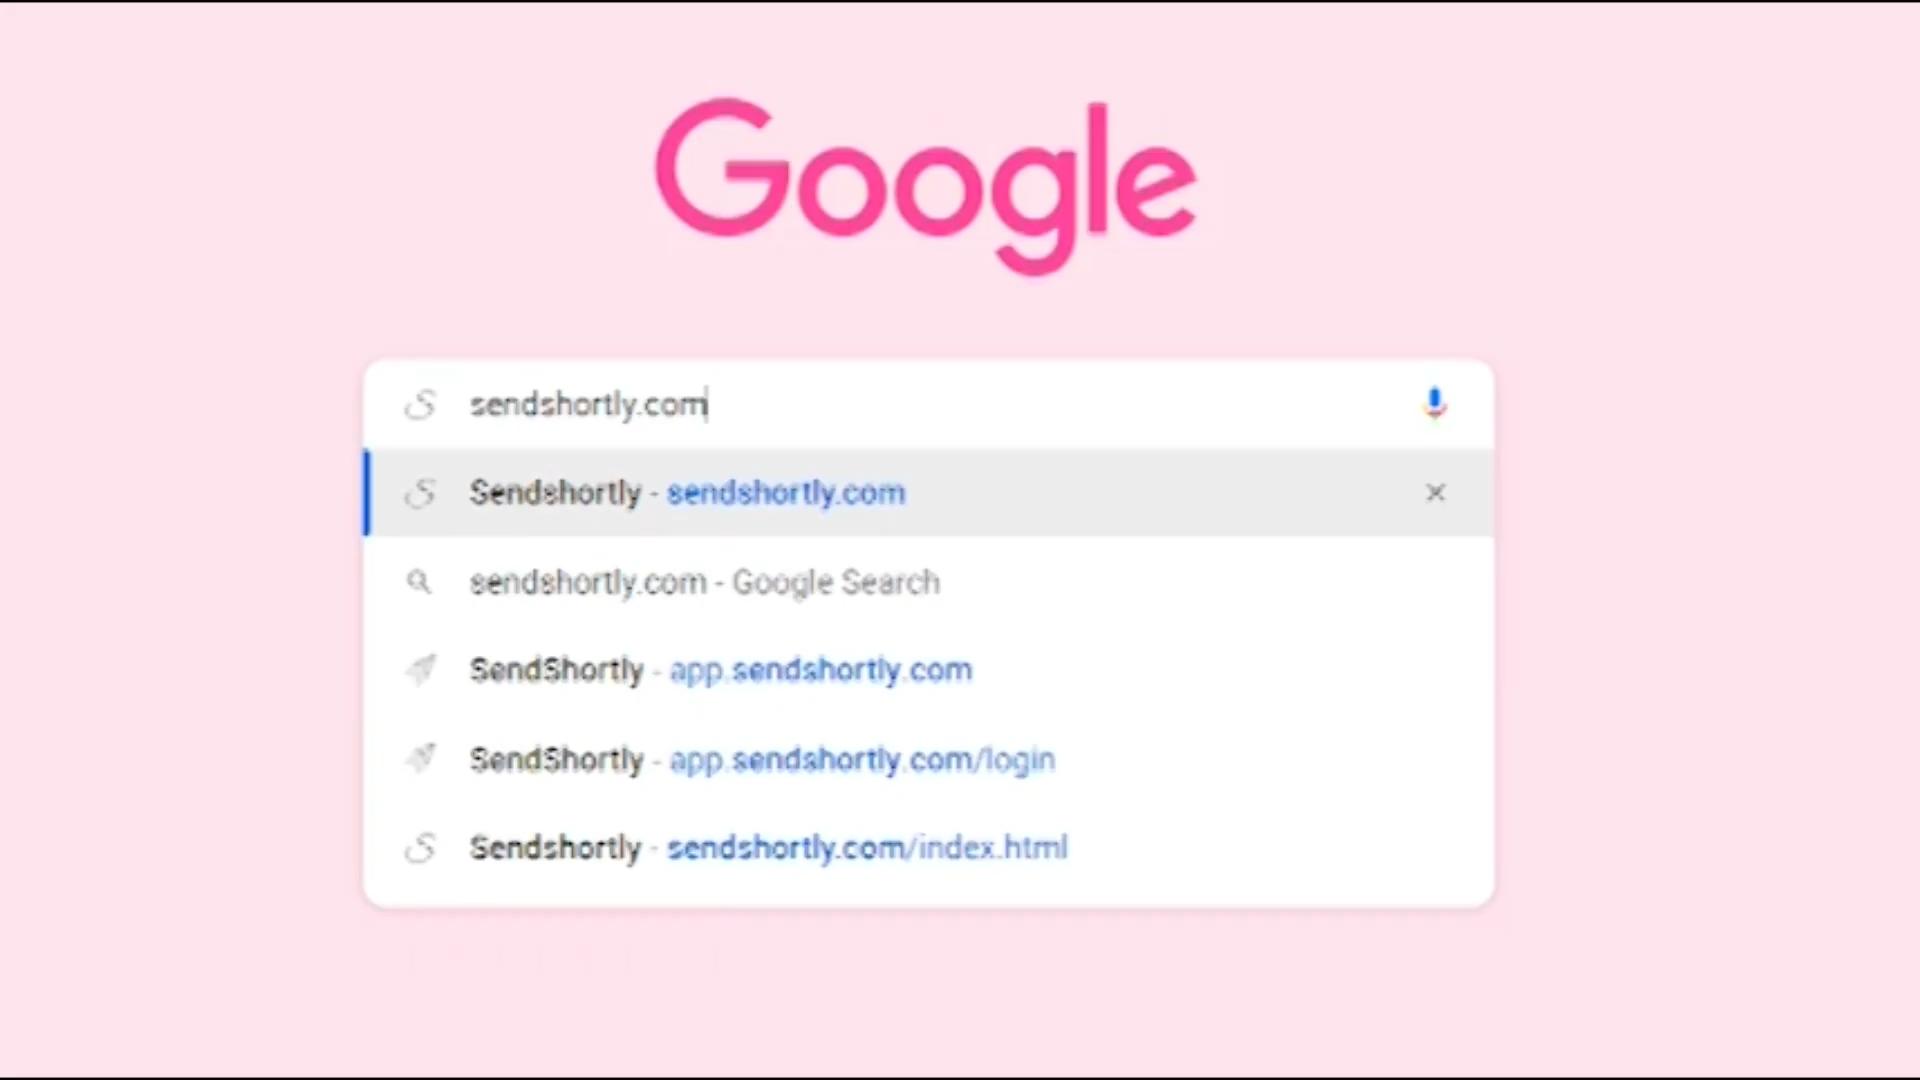 Google
sendshortly.com
Sendshortly - sendshortly.com
sendshortly.com - Google Search
SendShortly - app.sendshortly.com
SendShortly - app.sendshortly.com/login
Sendshortly - sendshortly.com/index.html